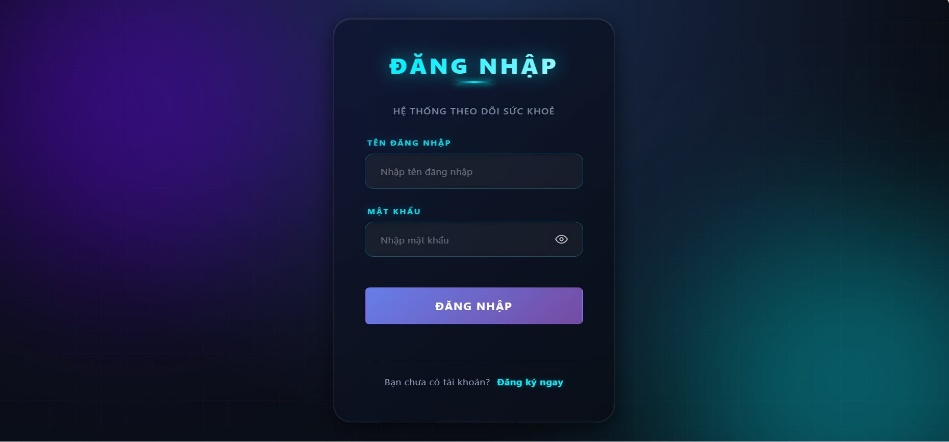 ĐĂNG NHẬP
HỆ THỐNG THEO DÕI SỨC KHOẺ
TÊN ĐĂNG NHẬP
Nhập tên đăng nhập
MẬT KHẨU
Nhập mật khẩu
ĐĂNG NHẬP
Bạn chưa có tài khoản? Đăng ký ngay